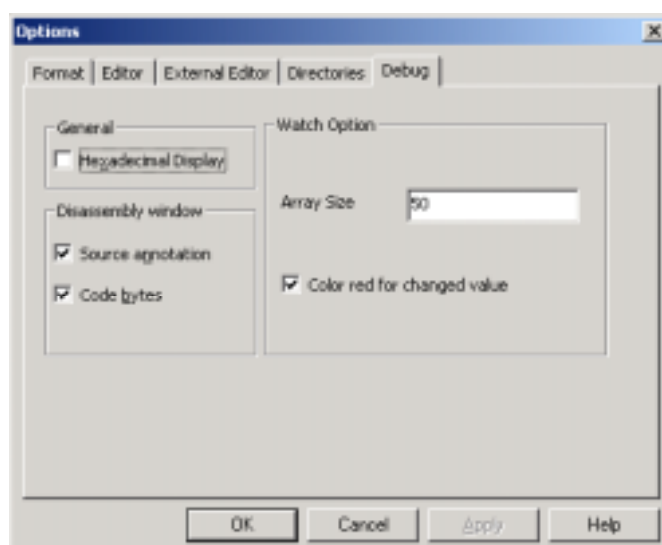 Options
Format Editor External Editor Directories Debug
General
Hexadecimal Display
Disassembly window
Source annotation
Code bytes
Watch Option
Array Size 50
Color red for changed value
OK Cancel Apply Help